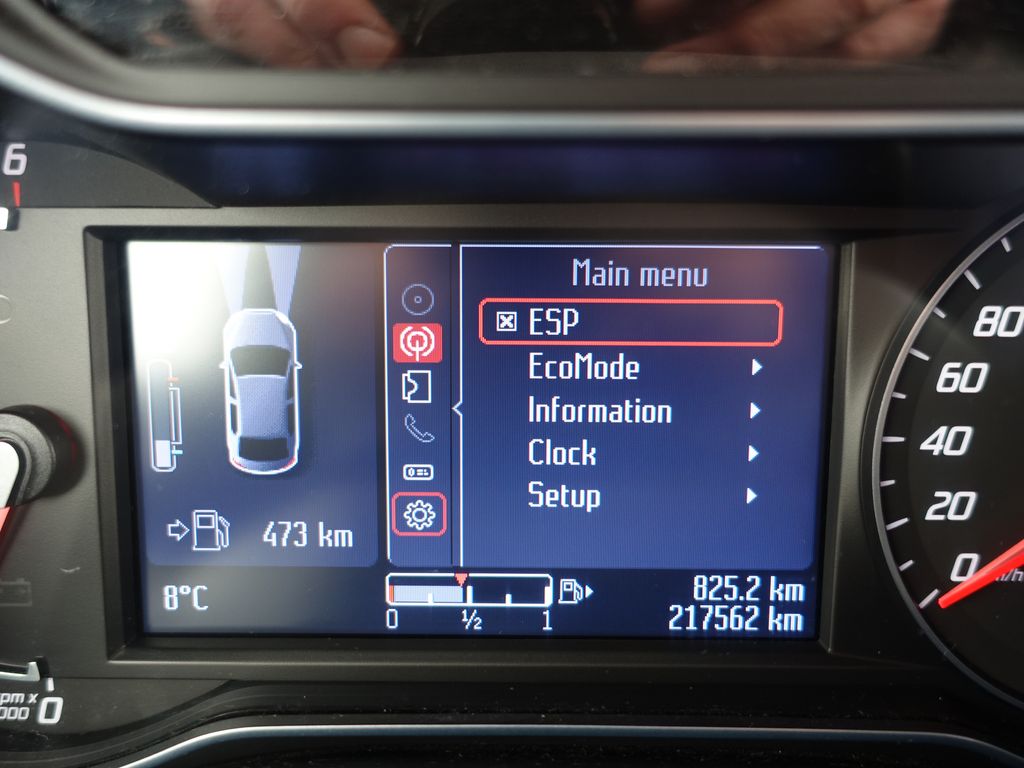 6
Main menu
ESP
EcoMode
Information
Clock
Setup
473 km
8°C
0 ½ 1
825.2 km
217562 km
80
60
40
20
0
0